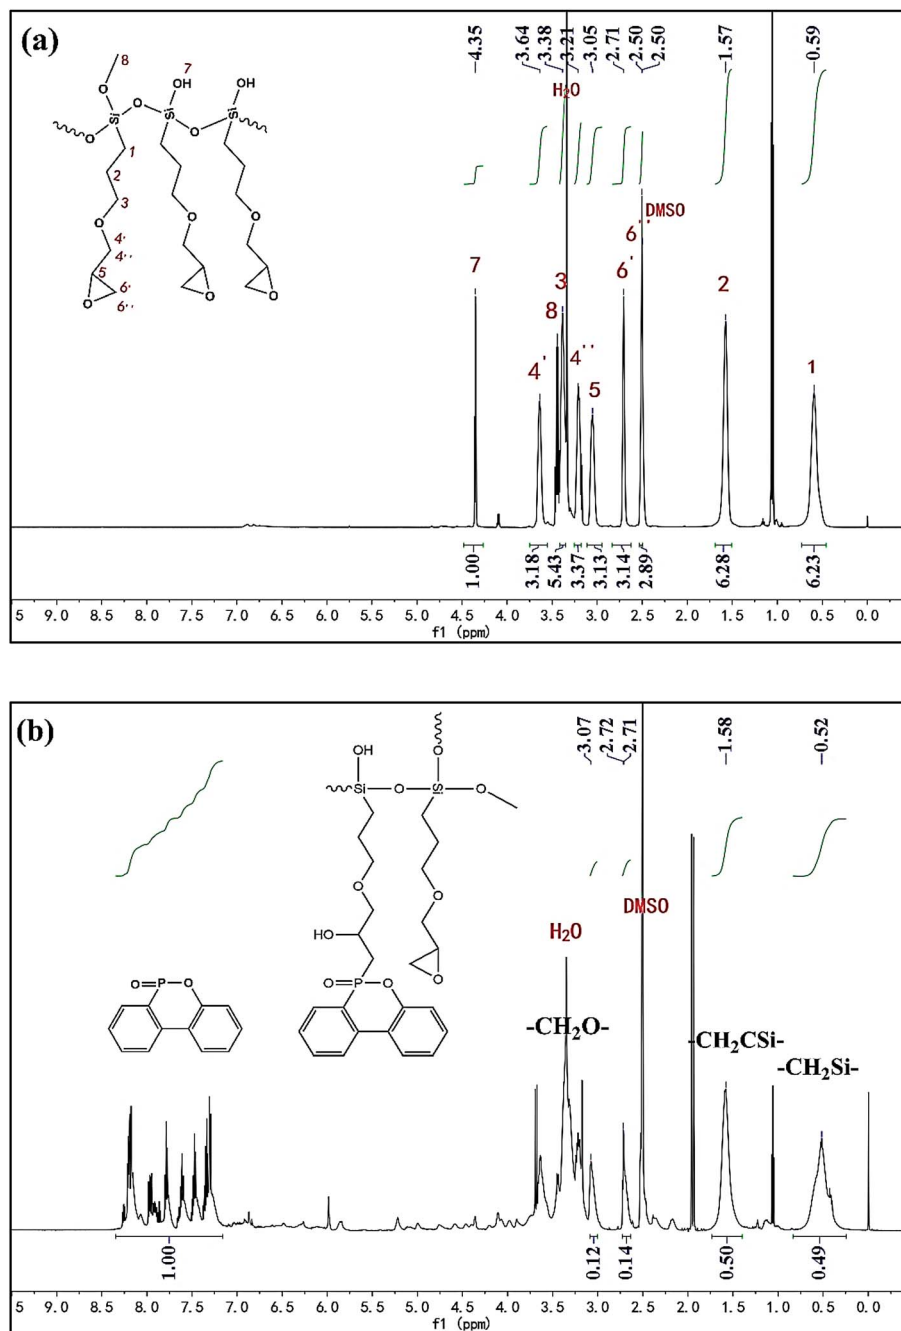 (a)
4.35
3.64
3.38
3.21
3.05
2.71
2.50
2.50
1.57
0.59
H2O
8
7
OH
OH
O
O
Si
Si
Si
O
O
1
2
3
O
O
O
4'
4''
5
6'
6''
O
O
O
DMSO
7
4'
8
3
4''
5
6'
6''
2
1
1.00
3.18
5.43
3.37
3.13
3.14
2.89
6.28
6.23
5 9.0 8.5 8.0 7.5 7.0 6.5 6.0 5.5 5.0 4.5 4.0 3.5 3.0 2.5 2.0 1.5 1.0 0.5 0.0
f1 (ppm)
(b)
3.07
2.72
2.71
1.58
0.52
OH
O
Si
O
Si
O
O
O
HO
O
O=P-O
O=P-O
H2O
DMSO
-CH2O-
-CH2CSi-
-CH2Si-
1.00
0.12
0.14
0.50
0.49
5 9.0 8.5 8.0 7.5 7.0 6.5 6.0 5.5 5.0 4.5 4.0 3.5 3.0 2.5 2.0 1.5 1.0 0.5 0.0
f1 (ppm)